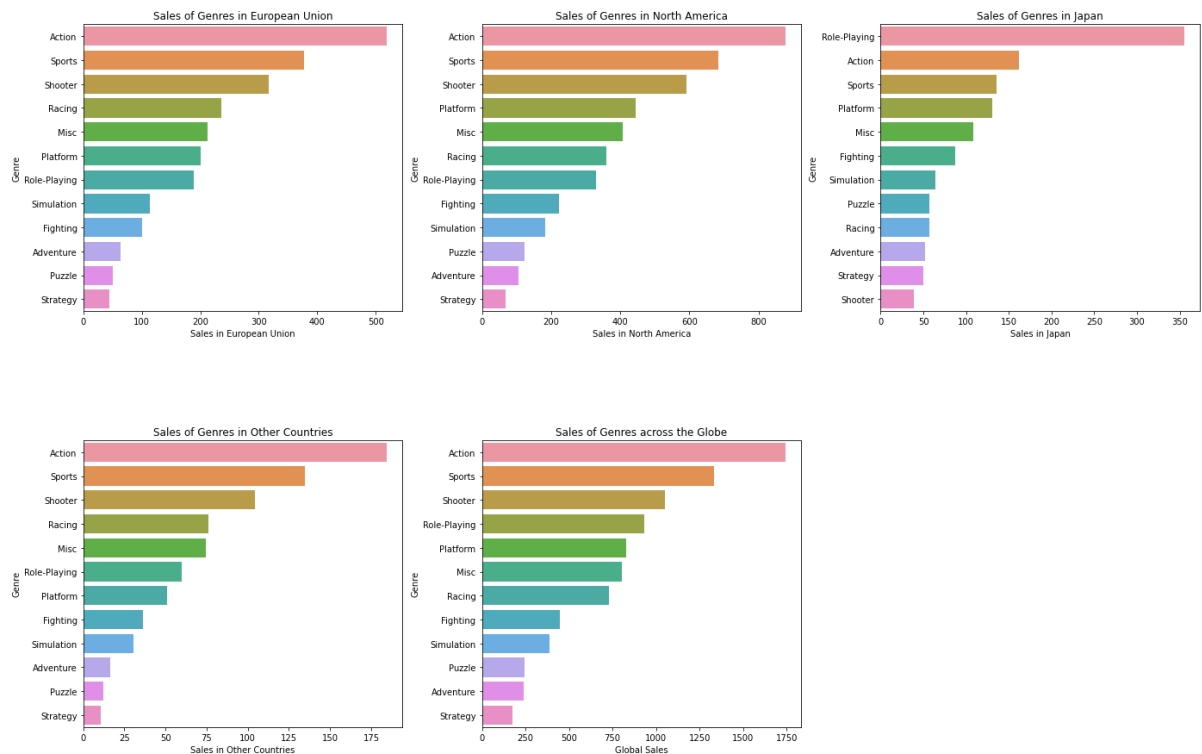 Sales of Genres in European Union
Genre
Action
Sports
Shooter
Racing
Misc
Platform
Role-Playing
Simulation
Fighting
Adventure
Puzzle
Strategy
0 100 200 300 400 500
Sales in European Union
Sales of Genres in North America
Genre
Action
Sports
Shooter
Platform
Misc
Racing
Role-Playing
Fighting
Simulation
Puzzle
Adventure
Strategy
0 200 400 600 800
Sales in North America
Sales of Genres in Japan
Genre
Role-Playing
Action
Sports
Platform
Misc
Fighting
Simulation
Puzzle
Racing
Adventure
Strategy
Shooter
0 50 100 150 200 250 300 350
Sales in Japan
Sales of Genres in Other Countries
Genre
Action
Sports
Shooter
Racing
Misc
Role-Playing
Platform
Fighting
Simulation
Adventure
Puzzle
Strategy
0 25 50 75 100 125 150 175
Sales in Other Countries
Sales of Genres across the Globe
Genre
Action
Sports
Shooter
Role-Playing
Platform
Misc
Racing
Fighting
Simulation
Puzzle
Adventure
Strategy
0 250 500 750 1000 1250 1500 1750
Global Sales